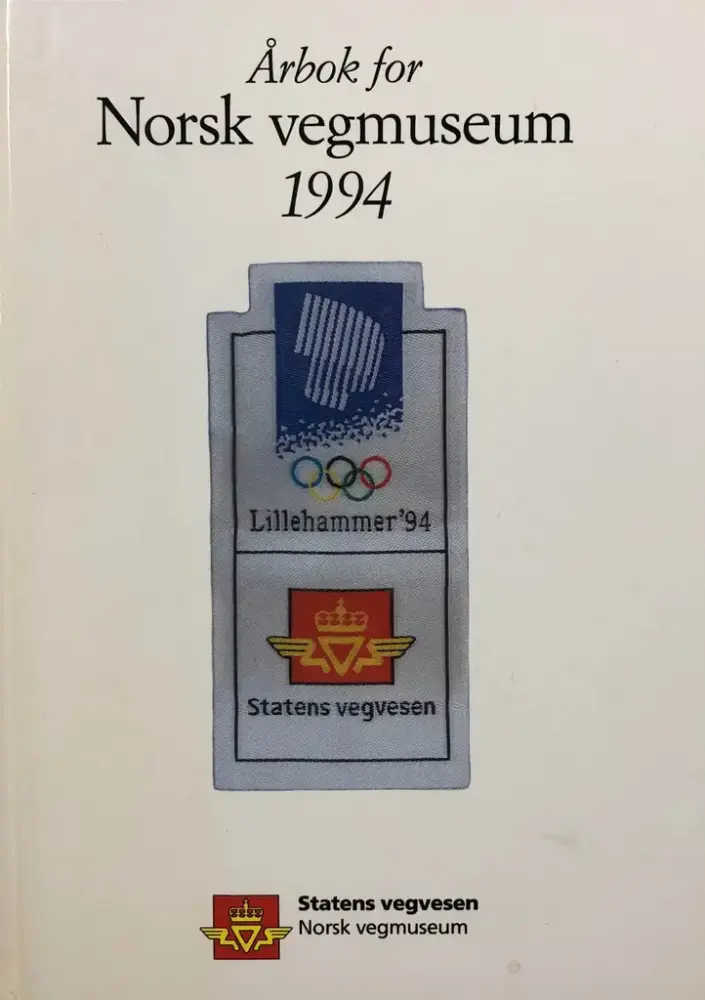 Årbok for
Norsk vegmuseum
1994
Lillehammer'94
Statens vegvesen
Statens vegvesen
Norsk vegmuseum